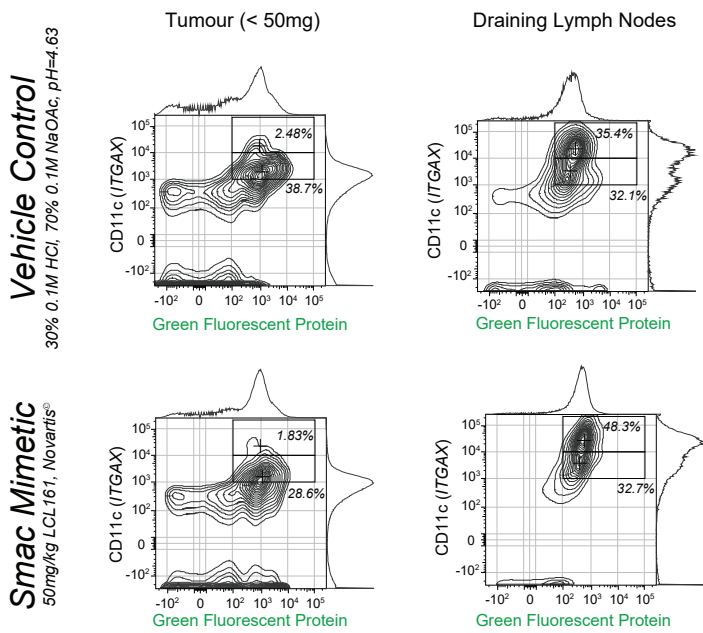 Tumour (< 50mg)
Draining Lymph Nodes
Vehicle Control
30% 0.1M HCl, 70% 0.1M NaOAc, pH=4.63
CD11c (ITGAX)
10⁵
10⁴
10³
10²
0
-10²
2.48%
38.7%
-10² 0 10² 10³ 10⁴ 10⁵
Green Fluorescent Protein
CD11c (ITGAX)
10⁵
10⁴
10³
10²
0
-10²
35.4%
32.1%
-10² 0 10² 10³ 10⁴ 10⁵
Green Fluorescent Protein
Smac Mimetic
50mg/kg LCL161, Novartis©
CD11c (ITGAX)
10⁵
10⁴
10³
10²
0
-10²
1.83%
28.6%
-10² 0 10² 10³ 10⁴ 10⁵
Green Fluorescent Protein
CD11c (ITGAX)
10⁵
10⁴
10³
10²
0
-10²
48.3%
32.7%
-10² 0 10² 10³ 10⁴ 10⁵
Green Fluorescent Protein